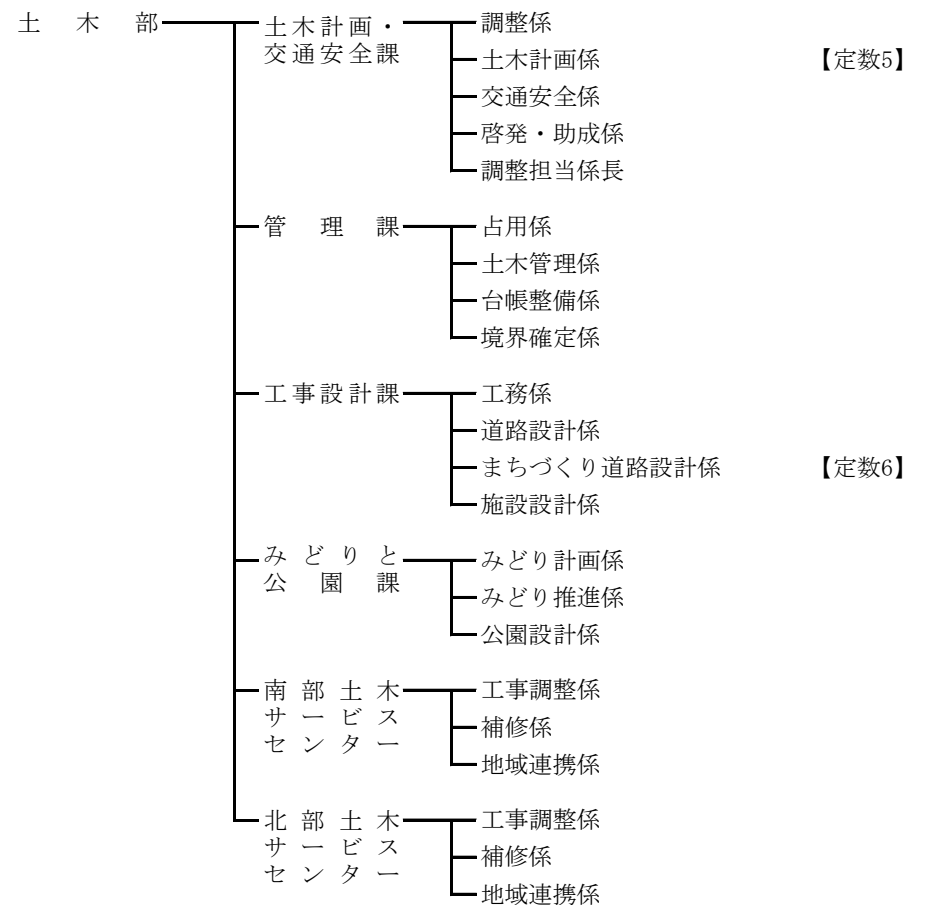 土木部
土木計画・
交通安全課
調整係
土木計画係 【定数5】
交通安全係
啓発・助成係
調整担当係長
管理課
占用係
土木管理係
台帳整備係
境界確定係
工事設計課
工務係
道路設計係
まちづくり道路設計係 【定数6】
施設設計係
みどりと
公園課
みどり計画係
みどり推進係
公園設計係
南部土木
サービス
センター
工事調整係
補修係
地域連携係
北部土木
サービス
センター
工事調整係
補修係
地域連携係